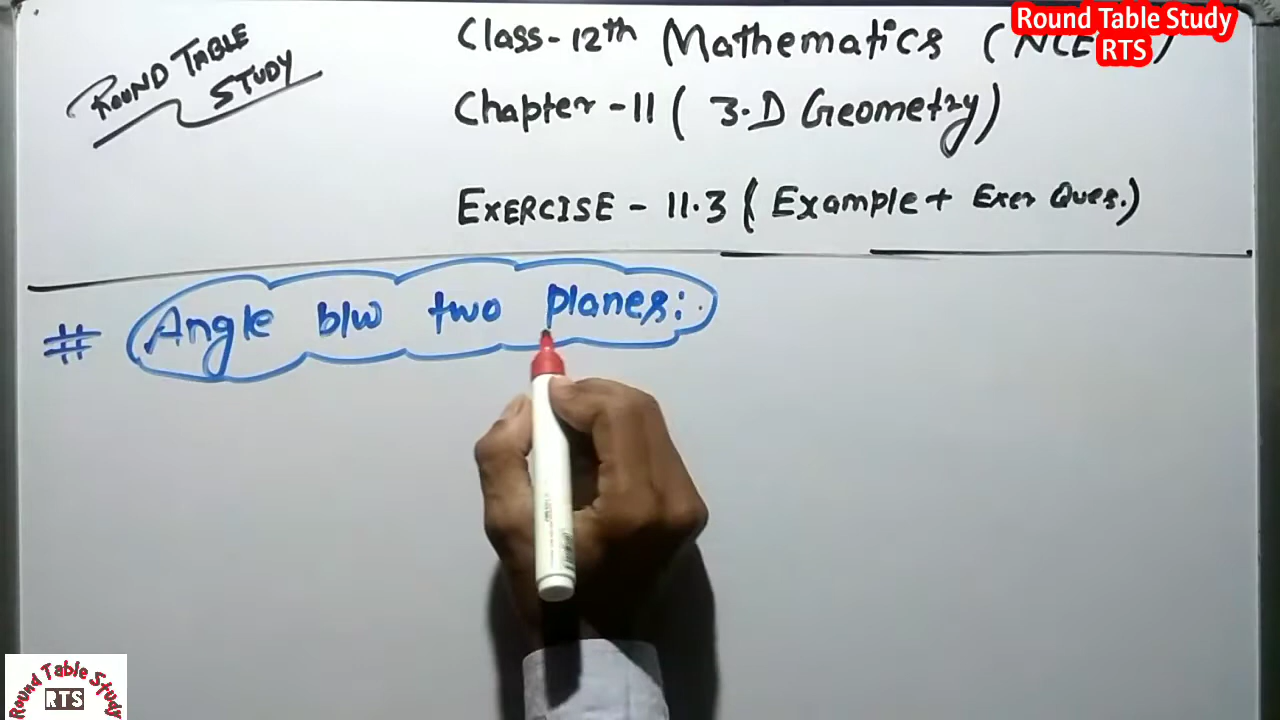 ROUND TABLE
STUDY
Class-12th Mathematics (NCE
Round Table Study
RTS
Chapter-11 ( 3.D Geometry)
EXERCISE - 11.3 ( Example + Exer Ques.)
# Angle b/w two planes:
Round Table Study
RTS